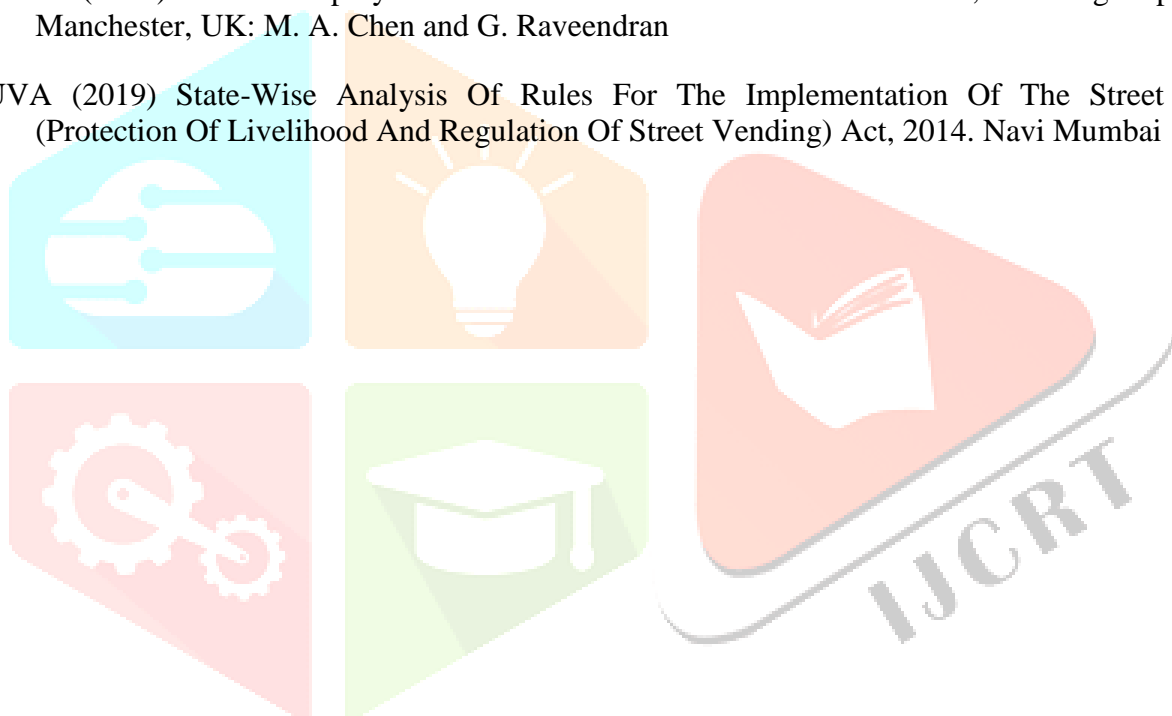 Manchester, UK: M. A. Chen and G. Raveendran
UVA (2019) State-Wise Analysis Of Rules For The Implementation Of The Street
(Protection Of Livelihood And Regulation Of Street Vending) Act, 2014. Navi Mumbai
IJCRT